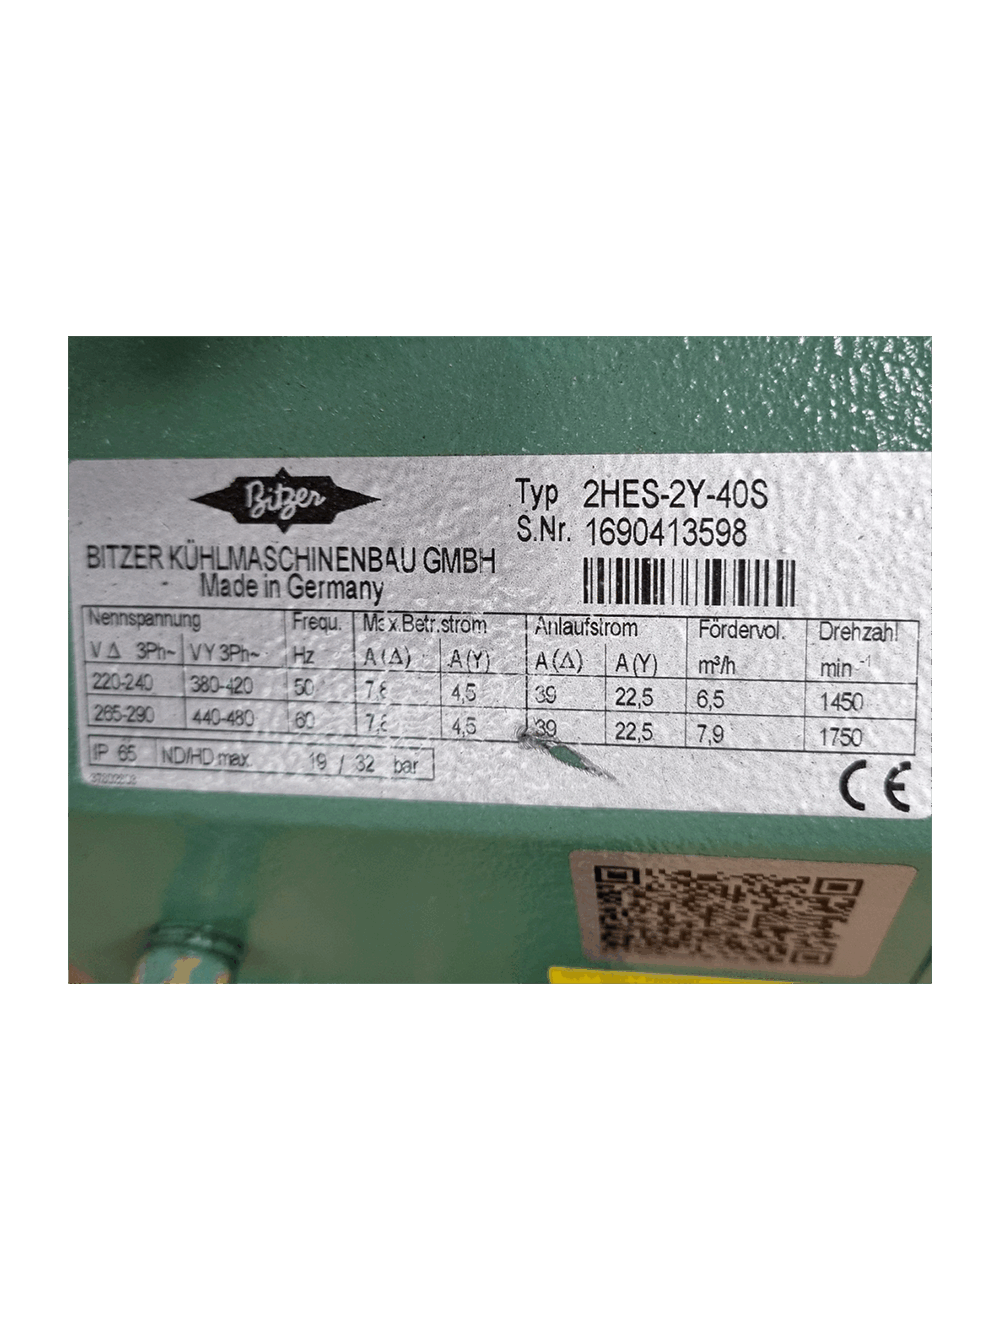 Bitzer
BITZER KÜHLMASCHINENBAU GMBH
Made in Germany
Typ 2HES-2Y-40S
S.Nr. 1690413598
Nennspannung Frequ. Max.Betr.strom Anlaufstrom Fördervol. Drehzahl
V Δ 3Ph~ V Y 3Ph~ Hz A (Δ) A (Y) A (Δ) A (Y) m³/h min⁻¹
220-240 380-420 50 4,5 39 22,5 6,5 1450
265-290 440-480 60 4,5 39 22,5 7,9 1750
IP 65 ND/HD max. 19 / 32 bar
CE